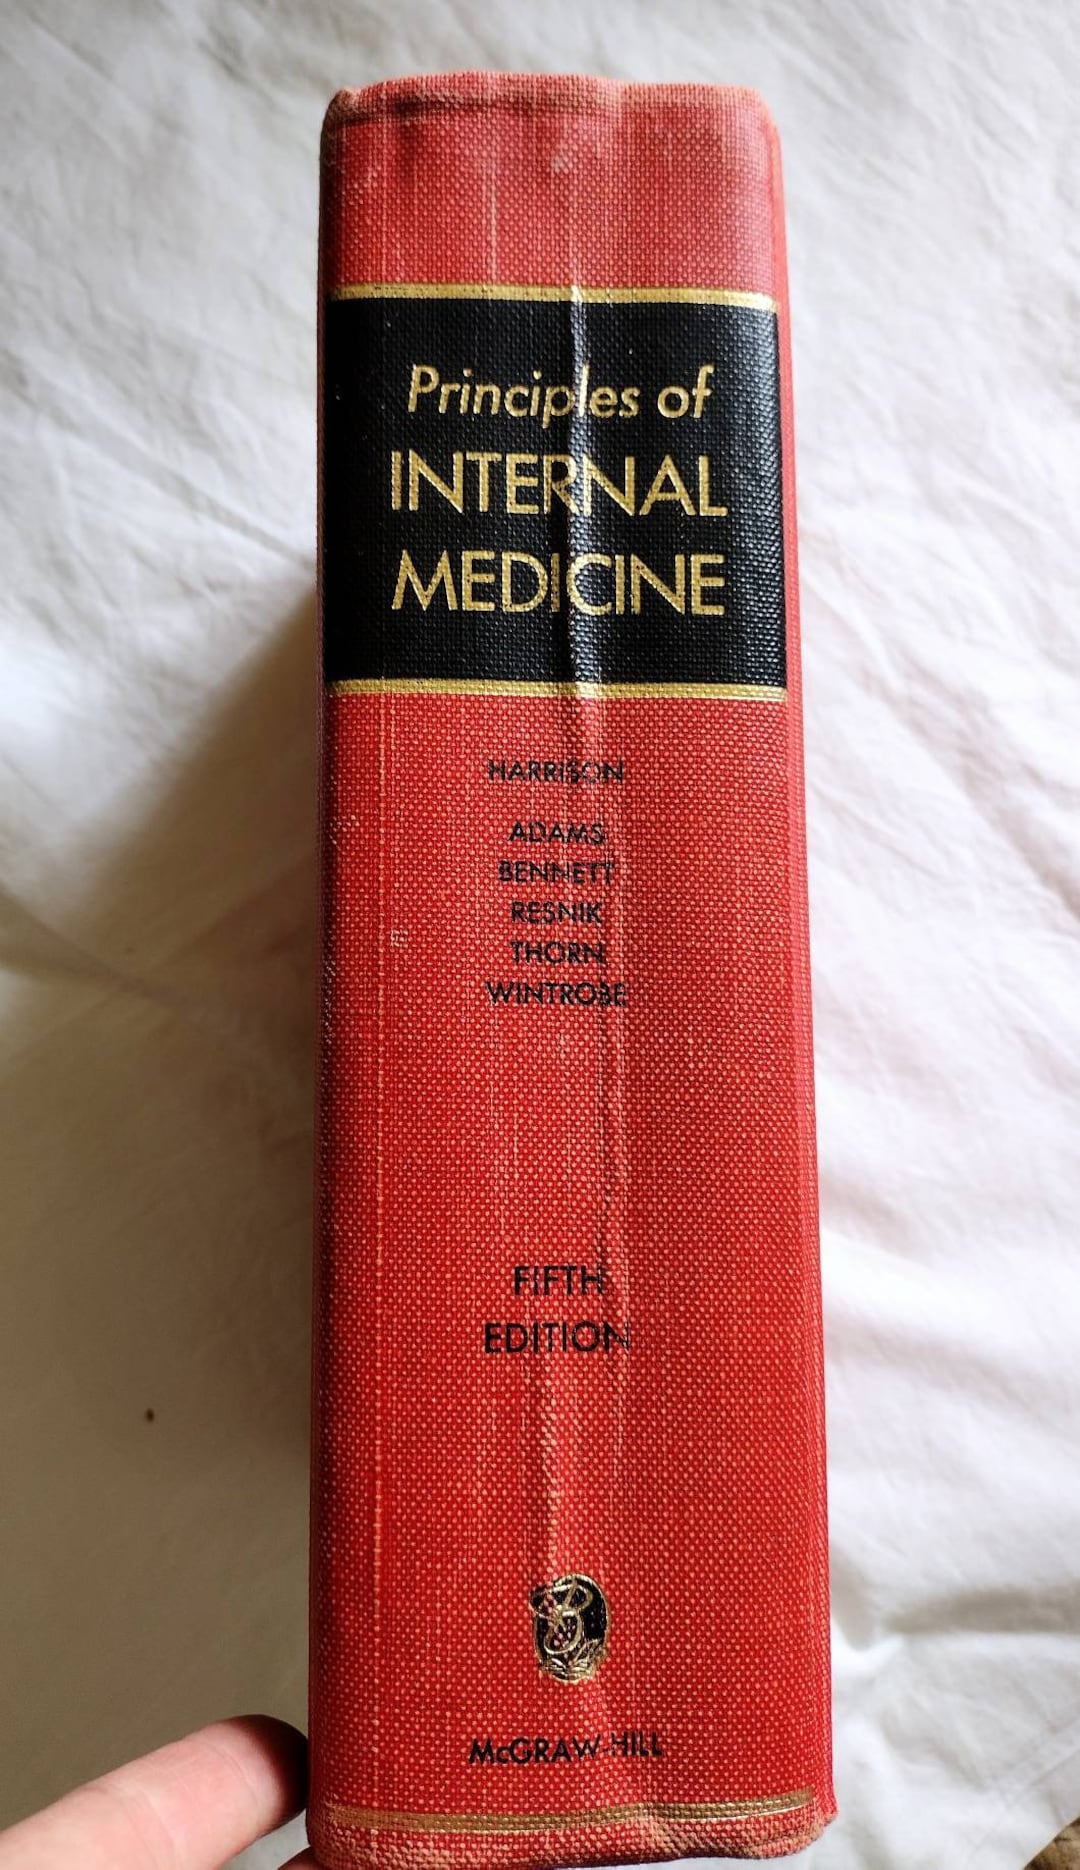 Principles of
INTERNAL
MEDICINE
HARRISON
ADAMS
BENNETT
RESNIK
THORN
WINTROBE
FIFTH
EDITION
McGRAW-HILL